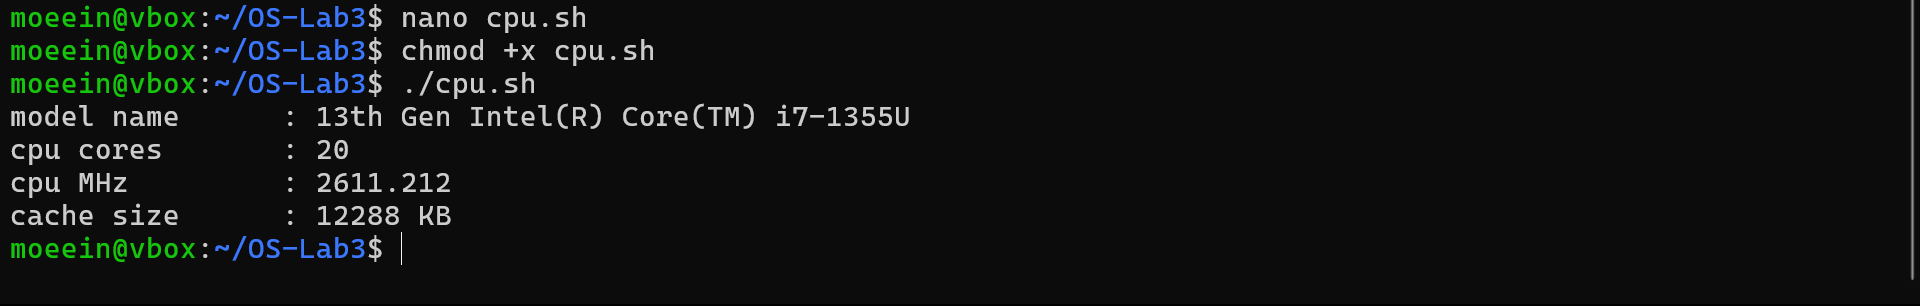 moeein@vbox:~/OS-Lab3$ nano cpu.sh
moeein@vbox:~/OS-Lab3$ chmod +x cpu.sh
moeein@vbox:~/OS-Lab3$ ./cpu.sh
model name      : 13th Gen Intel(R) Core(TM) i7-1355U
cpu cores       : 20
cpu MHz         : 2611.212
cache size      : 12288 KB
moeein@vbox:~/OS-Lab3$